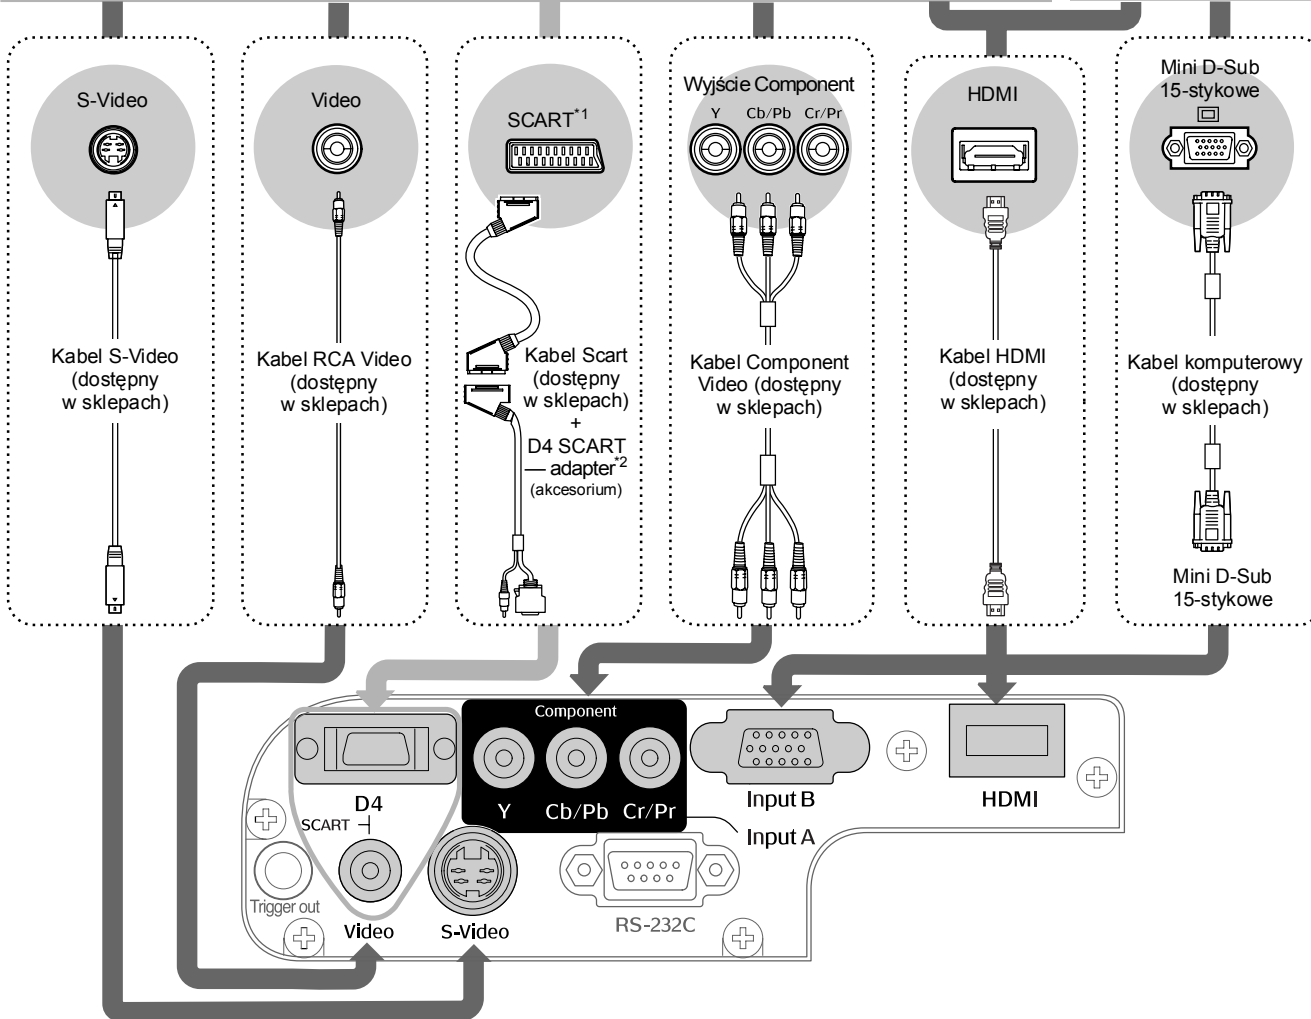 S-Video
Kabel S-Video
(dostępny
w sklepach)
Video
Kabel RCA Video
(dostępny
w sklepach)
SCART*1
Kabel Scart
(dostępny
w sklepach)
+
D4 SCART
— adapter*2
(akcesorium)
Wyjście Component
Y Cb/Pb Cr/Pr
Kabel Component
Video (dostępny
w sklepach)
HDMI
Kabel HDMI
(dostępny
w sklepach)
Mini D-Sub
15-stykowe
Kabel komputerowy
(dostępny
w sklepach)
Mini D-Sub
15-stykowe
Component
Y Cb/Pb Cr/Pr
Input B
HDMI
D4
SCART
Input A
Trigger out
Video
S-Video
RS-232C